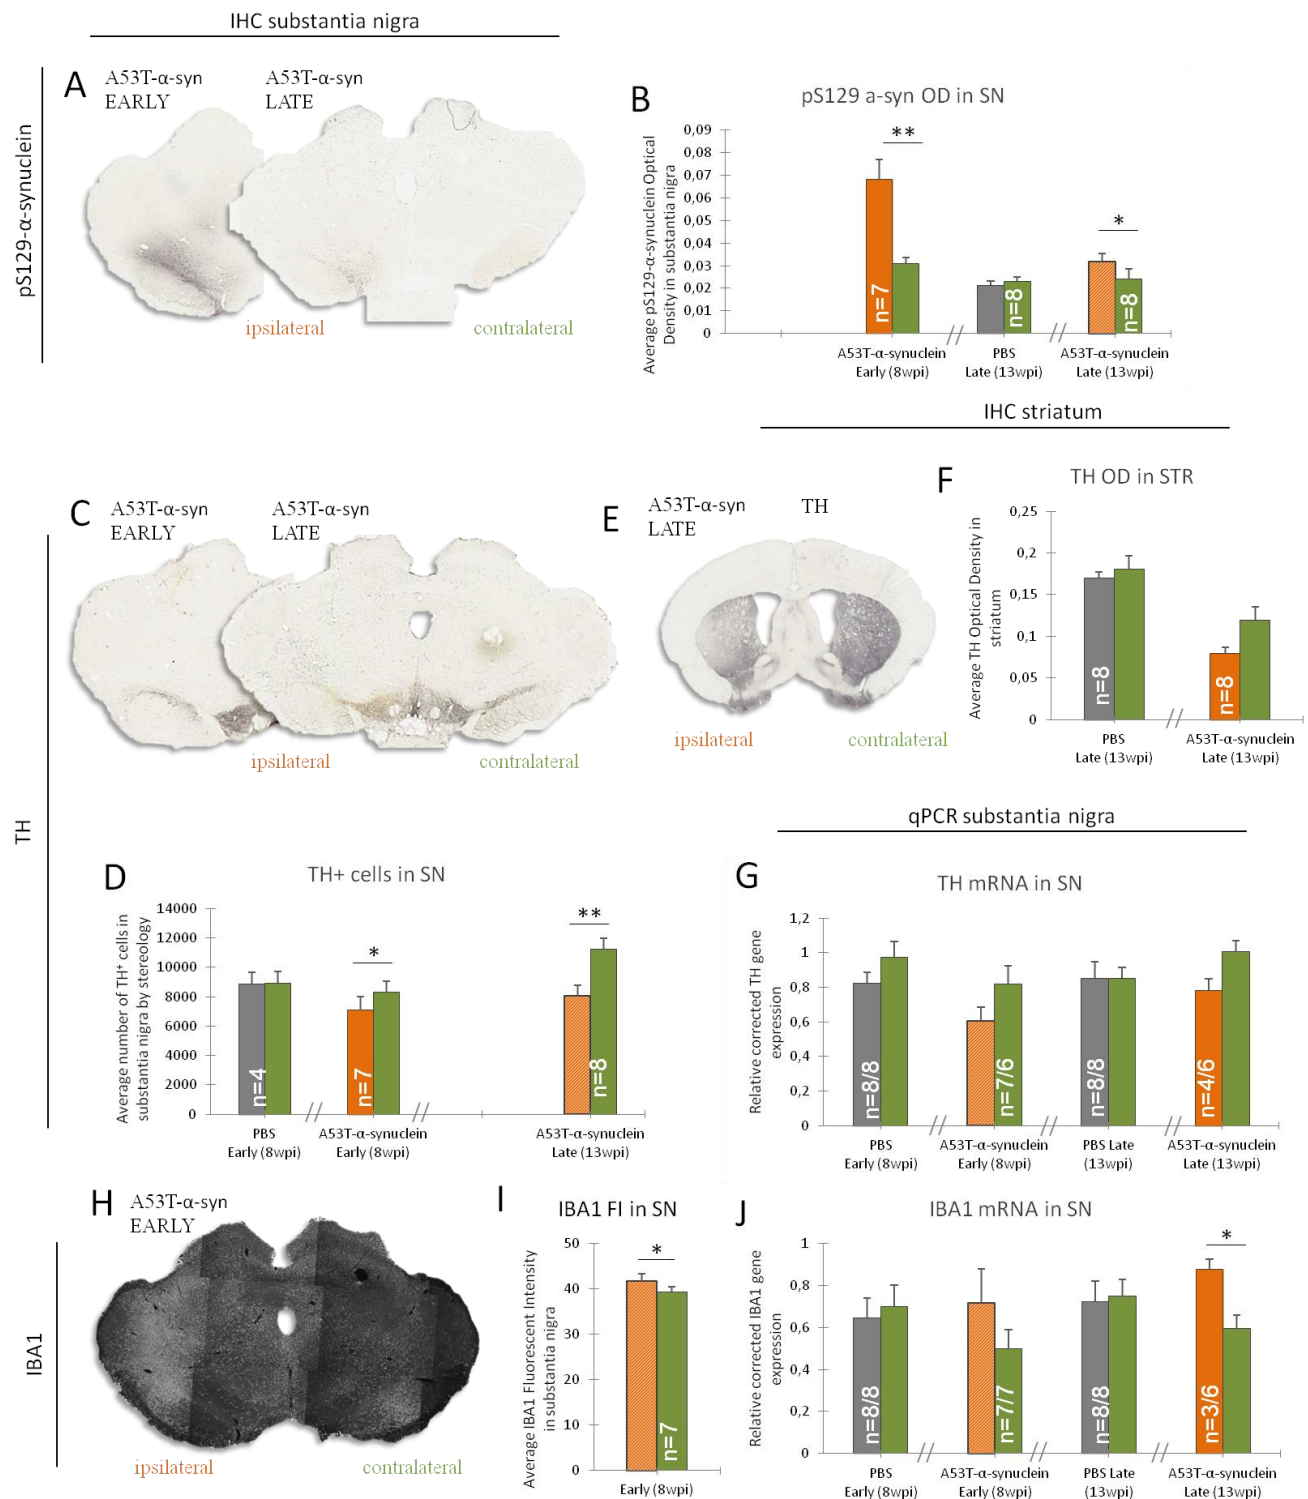 IHC substantia nigra
pS129-α-synuclein
A
A53T-α-syn
EARLY
A53T-α-syn
LATE
ipsilateral
contralateral
B
pS129 a-syn OD in SN
Average pS129-α-synuclein Optical
Density in substantia nigra
0,09
0,08
0,07
0,06
0,05
0,04
0,03
0,02
0,01
0
**
*
n=7
n=8
n=8
A53T-α-synuclein
Early (8wpi)
PBS
Late (13wpi)
A53T-α-synuclein
Late (13wpi)
IHC striatum
TH
C
A53T-α-syn
EARLY
A53T-α-syn
LATE
ipsilateral
contralateral
E
A53T-α-syn
LATE
TH
ipsilateral
contralateral
F
TH OD in STR
Average TH Optical Density in
striatum
0,25
0,2
0,15
0,1
0,05
0
n=8
n=8
PBS
Late (13wpi)
A53T-α-synuclein
Late (13wpi)
qPCR substantia nigra
D
TH+ cells in SN
Average number of TH⁺ cells in
substantia nigra by stereology
14000
12000
10000
8000
6000
4000
2000
0
*
**
n=4
n=7
n=8
PBS
Early (8wpi)
A53T-α-synuclein
Early (8wpi)
A53T-α-synuclein
Late (13wpi)
G
TH mRNA in SN
Relative corrected TH gene
expression
1,2
1
0,8
0,6
0,4
0,2
0
n=8/8
n=7/6
n=8/8
n=4/6
PBS
Early (8wpi)
A53T-α-synuclein
Early (8wpi)
PBS Late
(13wpi)
A53T-α-synuclein
Late (13wpi)
IBA1
H
A53T-α-syn
EARLY
ipsilateral
contralateral
I
IBA1 FI in SN
Average IBA1 Fluorescent Intensity
in substantia nigra
50
40
30
20
10
0
*
n=7
Early (8wpi)
J
IBA1 mRNA in SN
Relative corrected IBA1 gene
expression
1
0,8
0,6
0,4
0,2
0
*
n=8/8
n=7/7
n=8/8
n=3/6
PBS
Early (8wpi)
A53T-α-synuclein
Early (8wpi)
PBS Late
(13wpi)
A53T-α-synuclein
Late (13wpi)